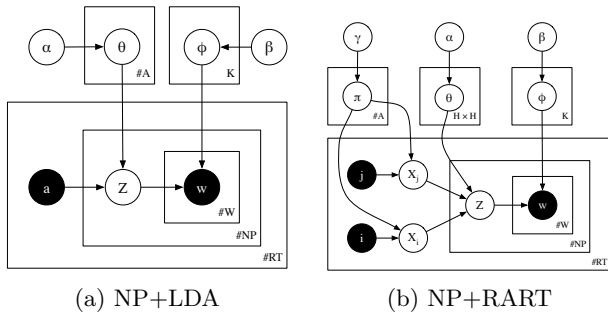 α θ ϕ β
#A K
a Z w
#W
#NP
#RT
(a) NP+LDA
γ α β
π θ ϕ
#A H × H K
j X_j
Z w
#W
i X_i
#NP
#RT
(b) NP+RART